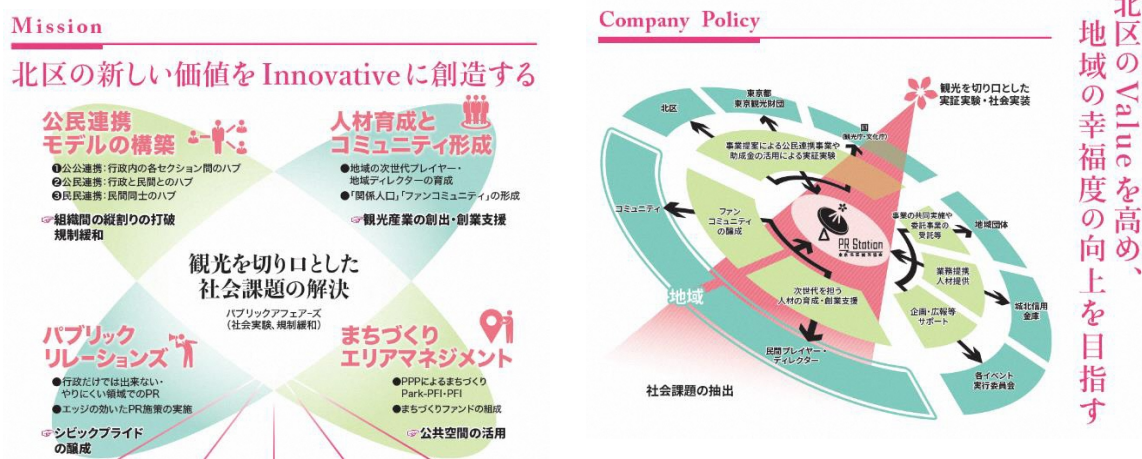 Mission
北区の新しい価値をInnovativeに創造する
公民連携
モデルの構築
❶公公連携：行政内の各セクション間のハブ
❷公民連携：行政と民間とのハブ
❸民民連携：民間同士のハブ
☞組織間の縦割りの打破
規制緩和
人材育成と
コミュニティ形成
●地域の次世代プレイヤー・
地域ディレクターの育成
●「関係人口」「ファンコミュニティ」の形成
☞観光産業の創出・創業支援
観光を切り口とした
社会課題の解決
パブリックアフェアーズ
（社会実験、規制緩和）
パブリック
リレーションズ
●行政だけでは出来ない・
やりにくい領域でのPR
●エッジの効いたPR施策の実施
☞シビックプライド
の醸成
まちづくり
エリアマネジメント
●PPPによるまちづくり
Park-PFI・PFI
●まちづくりファンドの組成
☞公共空間の活用
Company Policy
北区のValueを高め、
地域の幸福度の向上を目指す
観光を切り口とした
実証実験・社会実装
北区
東京都
東京観光財団
国
(観光庁・文化庁)
事業提案による公民連携事業や
助成金の活用による実証実験
コミュニティ
ファン
コミュニティ
の醸成
PR Station
事業の共同実施や
委託事業の
受託等
地域団体
業務提携
人材提供
城北信用
金庫
次世代を担う
人材の育成・創業支援
企画・広報等
サポート
地域
民間プレイヤー・
ディレクター
各イベント
実行委員会
社会課題の抽出